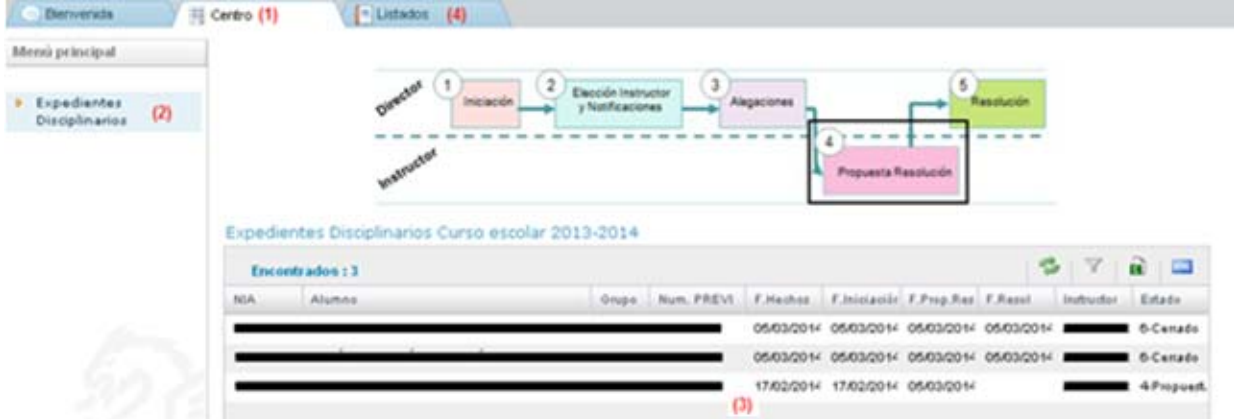 Bienvenida
Centro (1)
Listados (4)
Menú principal
Expedientes
Disciplinarios
(2)
Director
1
Iniciación
2
Elección Instructor
y Notificaciones
3
Alegaciones
5
Resolución
Instructor
4
Propuesta Resolución
Expedientes Disciplinarios Curso escolar 2013-2014
Encontrados : 3
NIA Alumno Grupo Num. PREVI F.Hechos F.Iniciación F.Prop.Res F.Resol Instructor Estado
05/03/2014 05/03/2014 05/03/2014 05/03/2014 6-Cerrado
05/03/2014 05/03/2014 05/03/2014 05/03/2014 6-Cerrado
17/02/2014 17/02/2014 05/03/2014 4-Propuest.
(3)